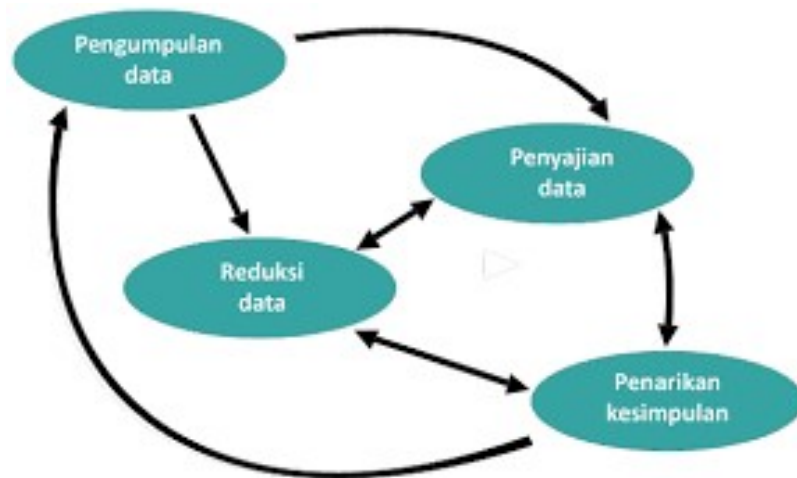 Pengumpulan
data
Penyajian
data
Reduksi
data
Penarikan
kesimpulan